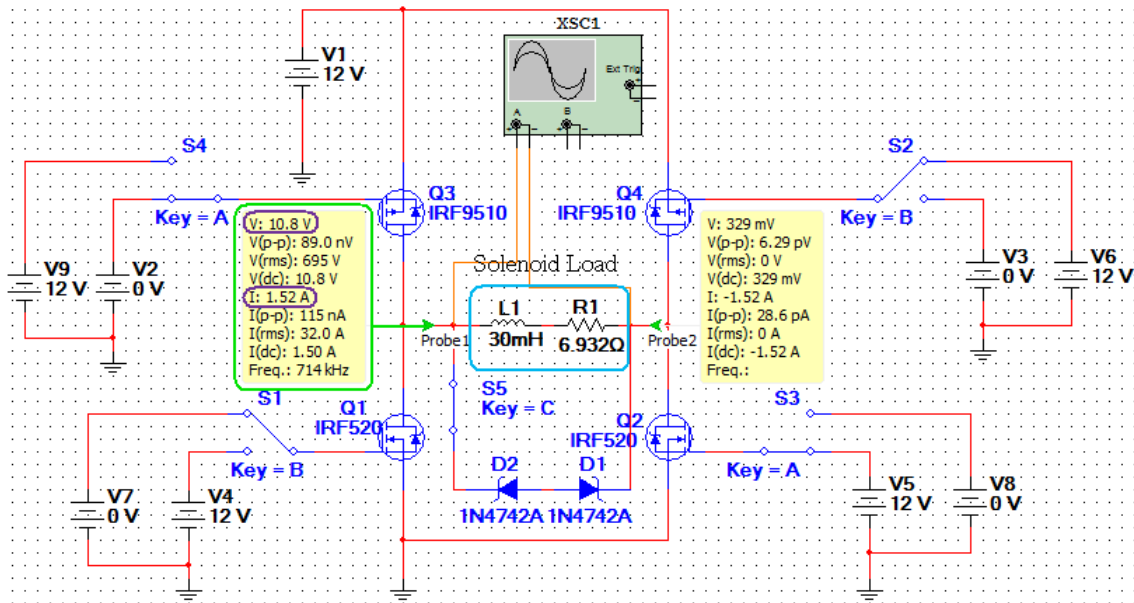 XSC1
Ext Trig
A
B
V1
12 V
S4
Key = A
Q3
IRF9510
Q4
IRF9510
S2
Key = B
V9
12 V
V2
0 V
V: 10.8 V
V(p-p): 89.0 nV
V(rms): 695 V
V(dc): 10.8 V
I: 1.52 A
I(p-p): 115 nA
I(rms): 32.0 A
I(dc): 1.50 A
Freq.: 714 kHz
Probe1
Solenoid Load
L1
30mH
R1
6.932Ω
Probe2
V: 329 mV
V(p-p): 6.29 pV
V(rms): 0 V
V(dc): 329 mV
I: -1.52 A
I(p-p): 28.6 pA
I(rms): 0 A
I(dc): -1.52 A
Freq.:
V3
0 V
V6
12 V
S1
Key = B
Q1
IRF520
S5
Key = C
Q2
IRF520
S3
Key = A
V7
0 V
V4
12 V
D2
1N4742A
D1
1N4742A
V5
12 V
V8
0 V